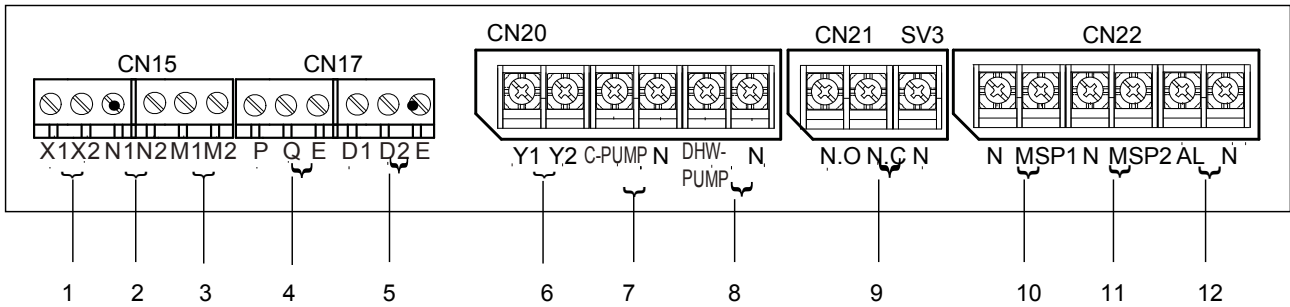 CN15 CN17 CN20 CN21 SV3 CN22
X1 X2 N1 N2 M1 M2 P Q E D1 D2 E Y1 Y2 C-PUMP N DHW-PUMP N N.O N.C N N MSP1 N MSP2 AL N
1 2 3 4 5 6 7 8 9 10 11 12